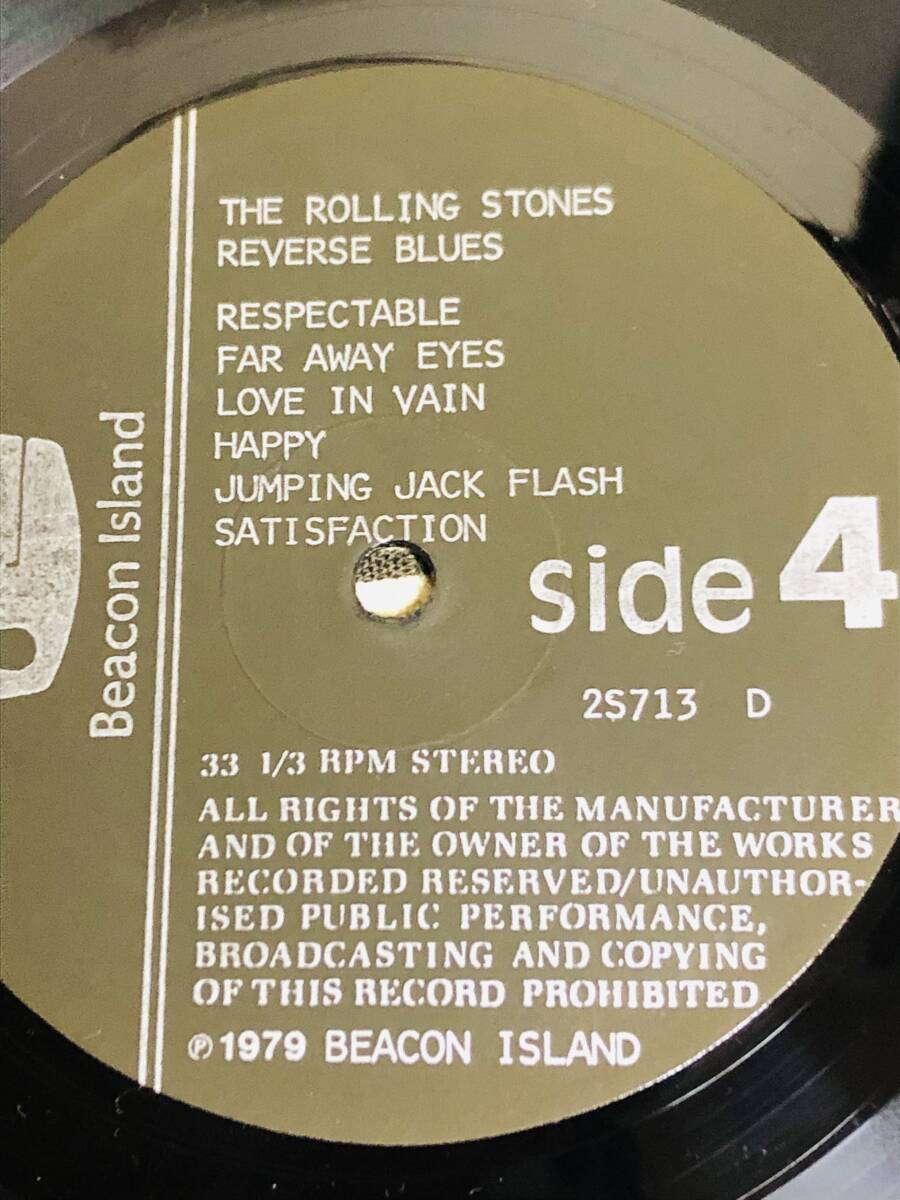 THE ROLLING STONES
REVERSE BLUES
RESPECTABLE
FAR AWAY EYES
LOVE IN VAIN
HAPPY
JUMPING JACK FLASH
SATISFACTION
side 4
2S713 D
Beacon Island
33 1/3 RPM STEREO
ALL RIGHTS OF THE MANUFACTURER
AND OF THE OWNER OF THE WORKS
RECORDED RESERVED/UNAUTHOR-
ISED PUBLIC PERFORMANCE,
BROADCASTING AND COPYING
OF THIS RECORD PROHIBITED
℗ 1979 BEACON ISLAND